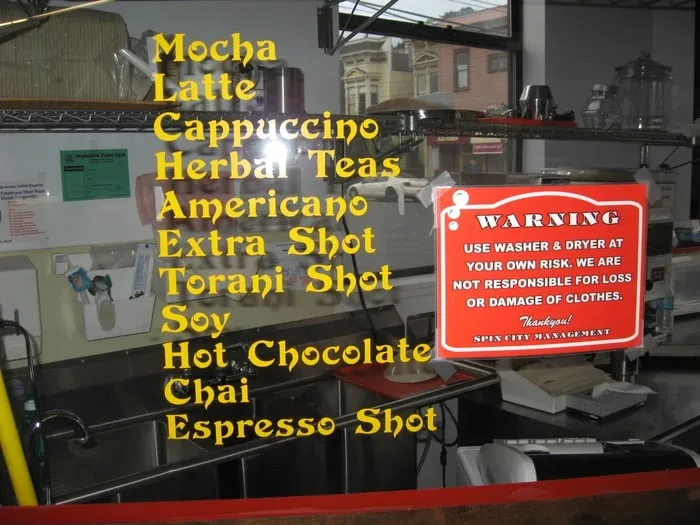 Mocha
Latte
Cappuccino
Herbal Teas
Americano
Extra Shot
Torani Shot
Soy
Hot Chocolate
Chai
Espresso Shot
WARNING
USE WASHER & DRYER AT
YOUR OWN RISK. WE ARE
NOT RESPONSIBLE FOR LOSS
OR DAMAGE OF CLOTHES.
Thankyou!
SPIN CITY MANAGEMENT